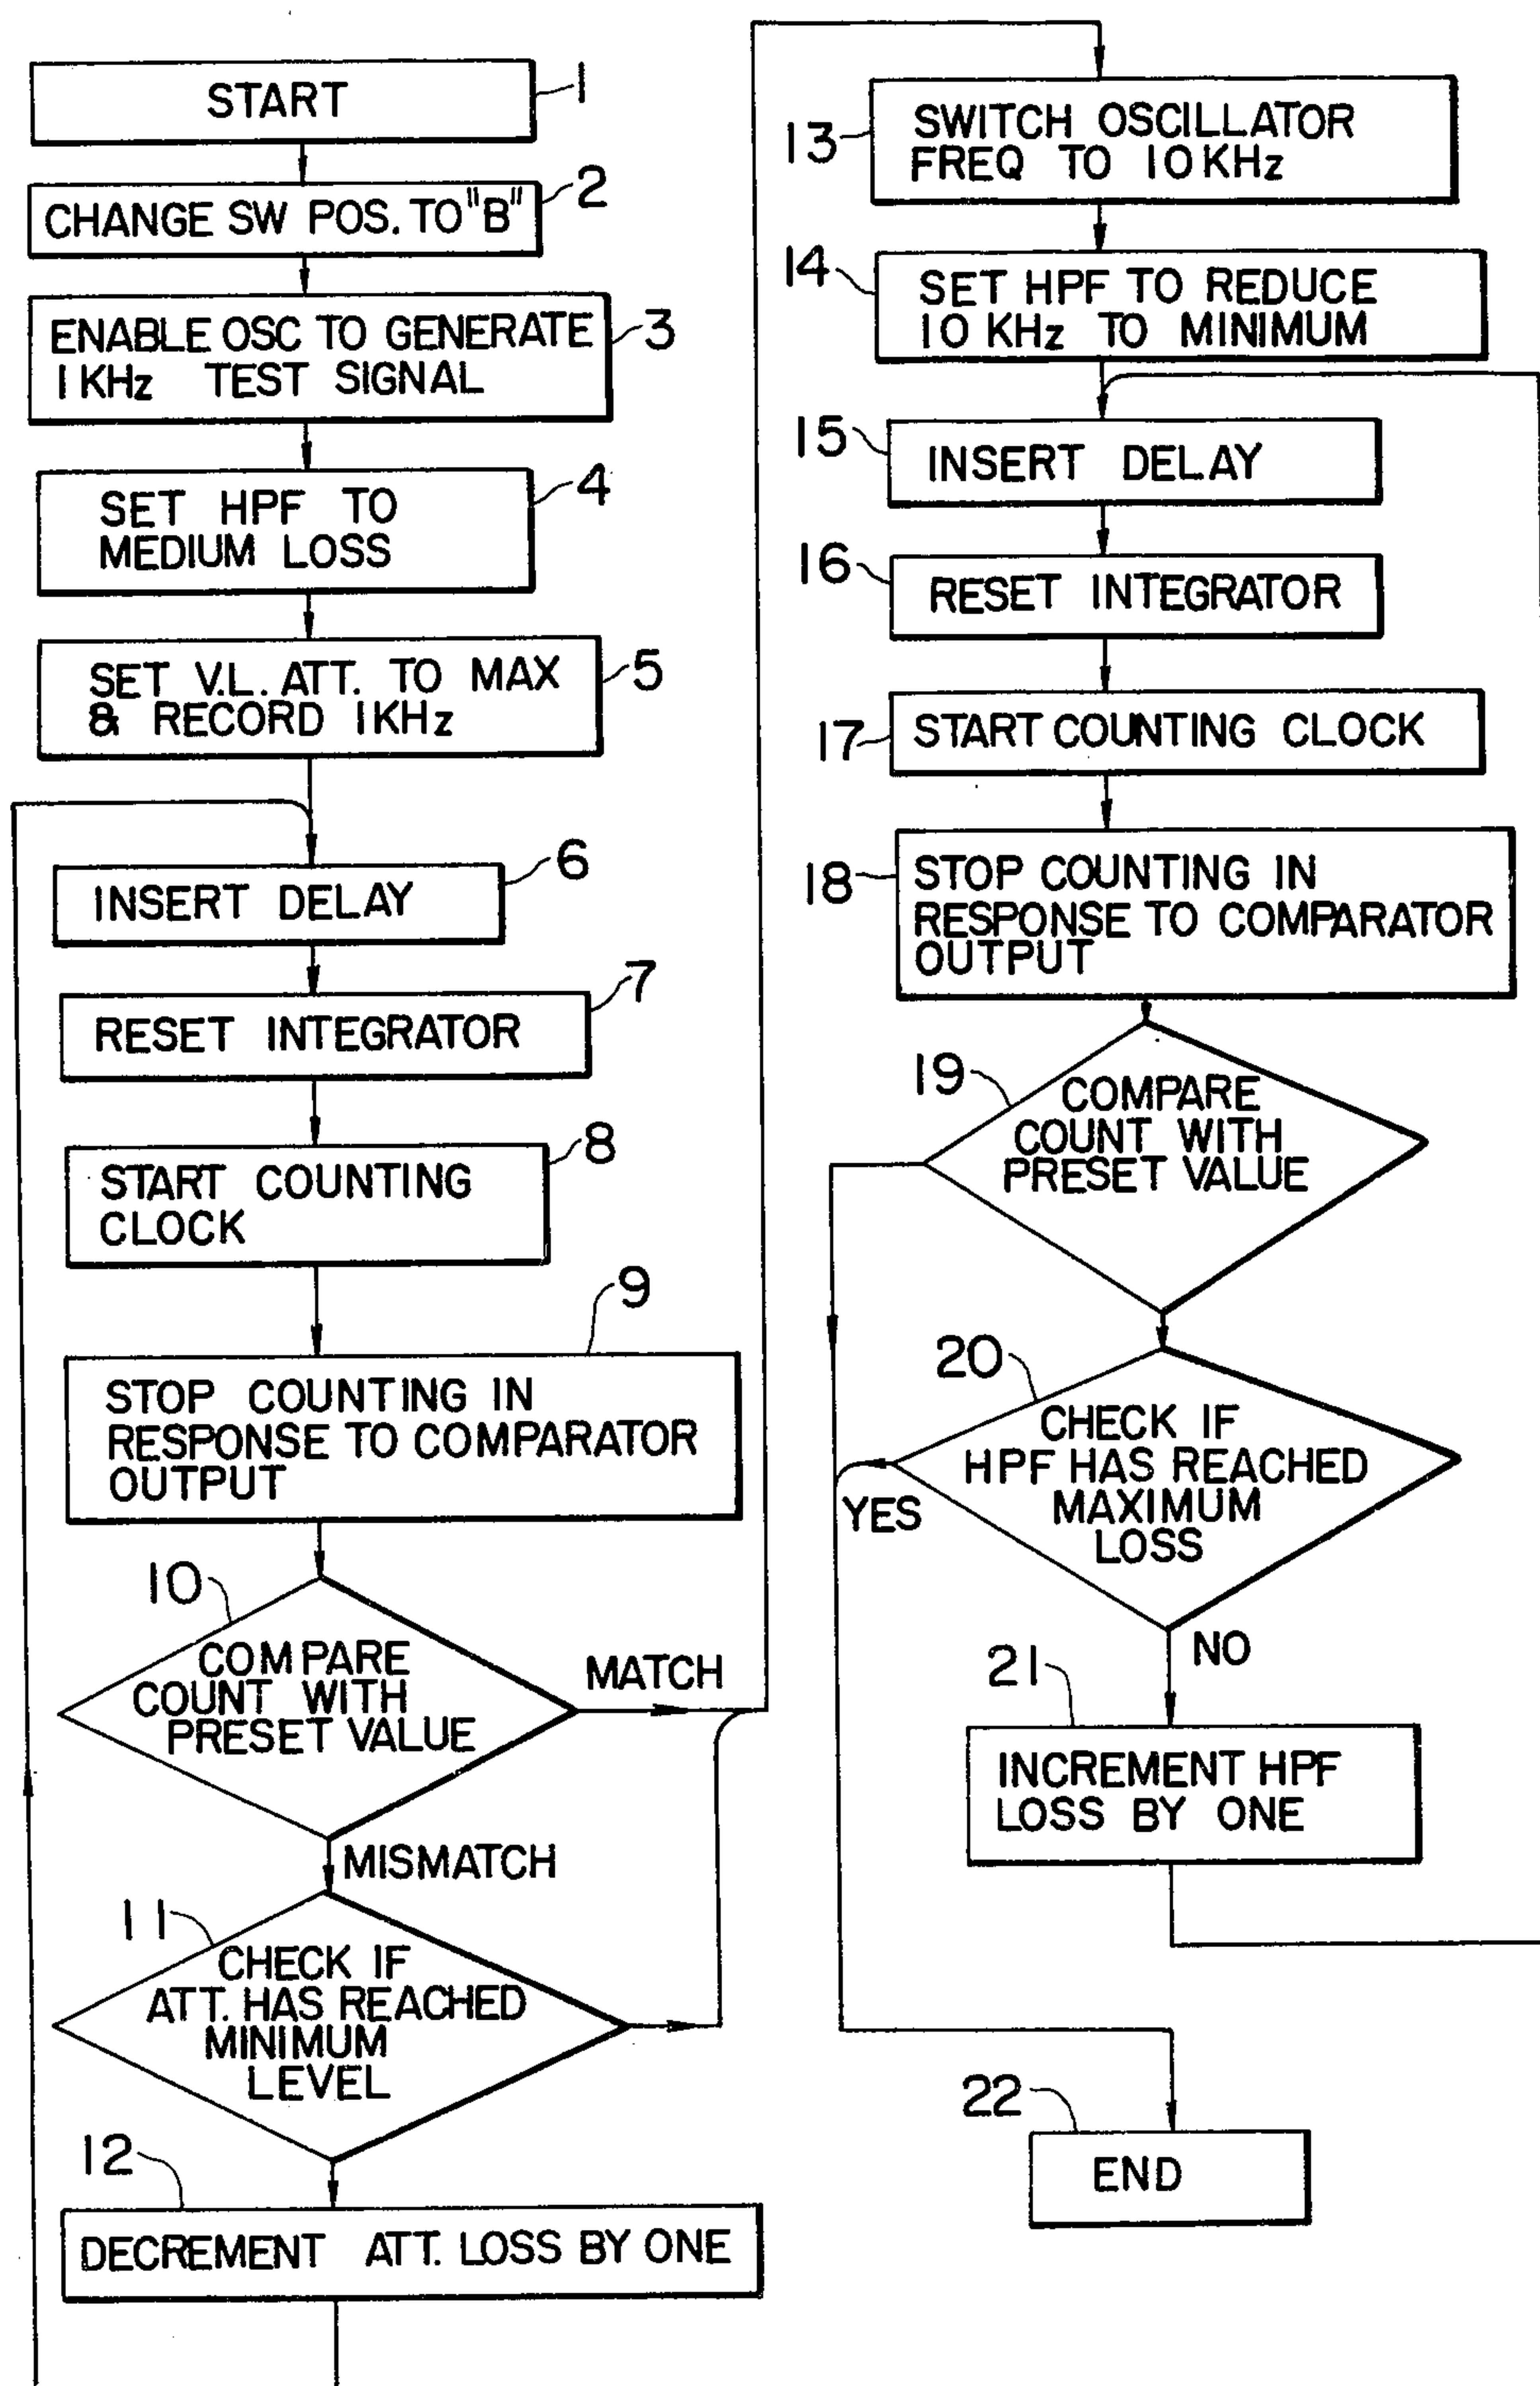 START
1
CHANGE SW POS. TO "B"
2
ENABLE OSC TO GENERATE
1 KHz TEST SIGNAL
3
SET HPF TO
MEDIUM LOSS
4
SET V.L. ATT. TO MAX
& RECORD 1KHz
5
INSERT DELAY
6
RESET INTEGRATOR
7
START COUNTING
CLOCK
8
9
STOP COUNTING IN
RESPONSE TO COMPARATOR
OUTPUT
10
COMPARE
COUNT WITH
PRESET VALUE
MATCH
MISMATCH
11
CHECK IF
ATT. HAS REACHED
MINIMUM
LEVEL
12
DECREMENT ATT. LOSS BY ONE
13
SWITCH OSCILLATOR
FREQ TO 10KHz
14
SET HPF TO REDUCE
10 KHz TO MINIMUM
15
INSERT DELAY
16
RESET INTEGRATOR
17
START COUNTING CLOCK
18
STOP COUNTING IN
RESPONSE TO COMPARATOR
OUTPUT
19
COMPARE
COUNT WITH
PRESET VALUE
20
CHECK IF
HPF HAS REACHED
MAXIMUM
LOSS
YES
NO
21
INCREMENT HPF
LOSS BY ONE
22
END